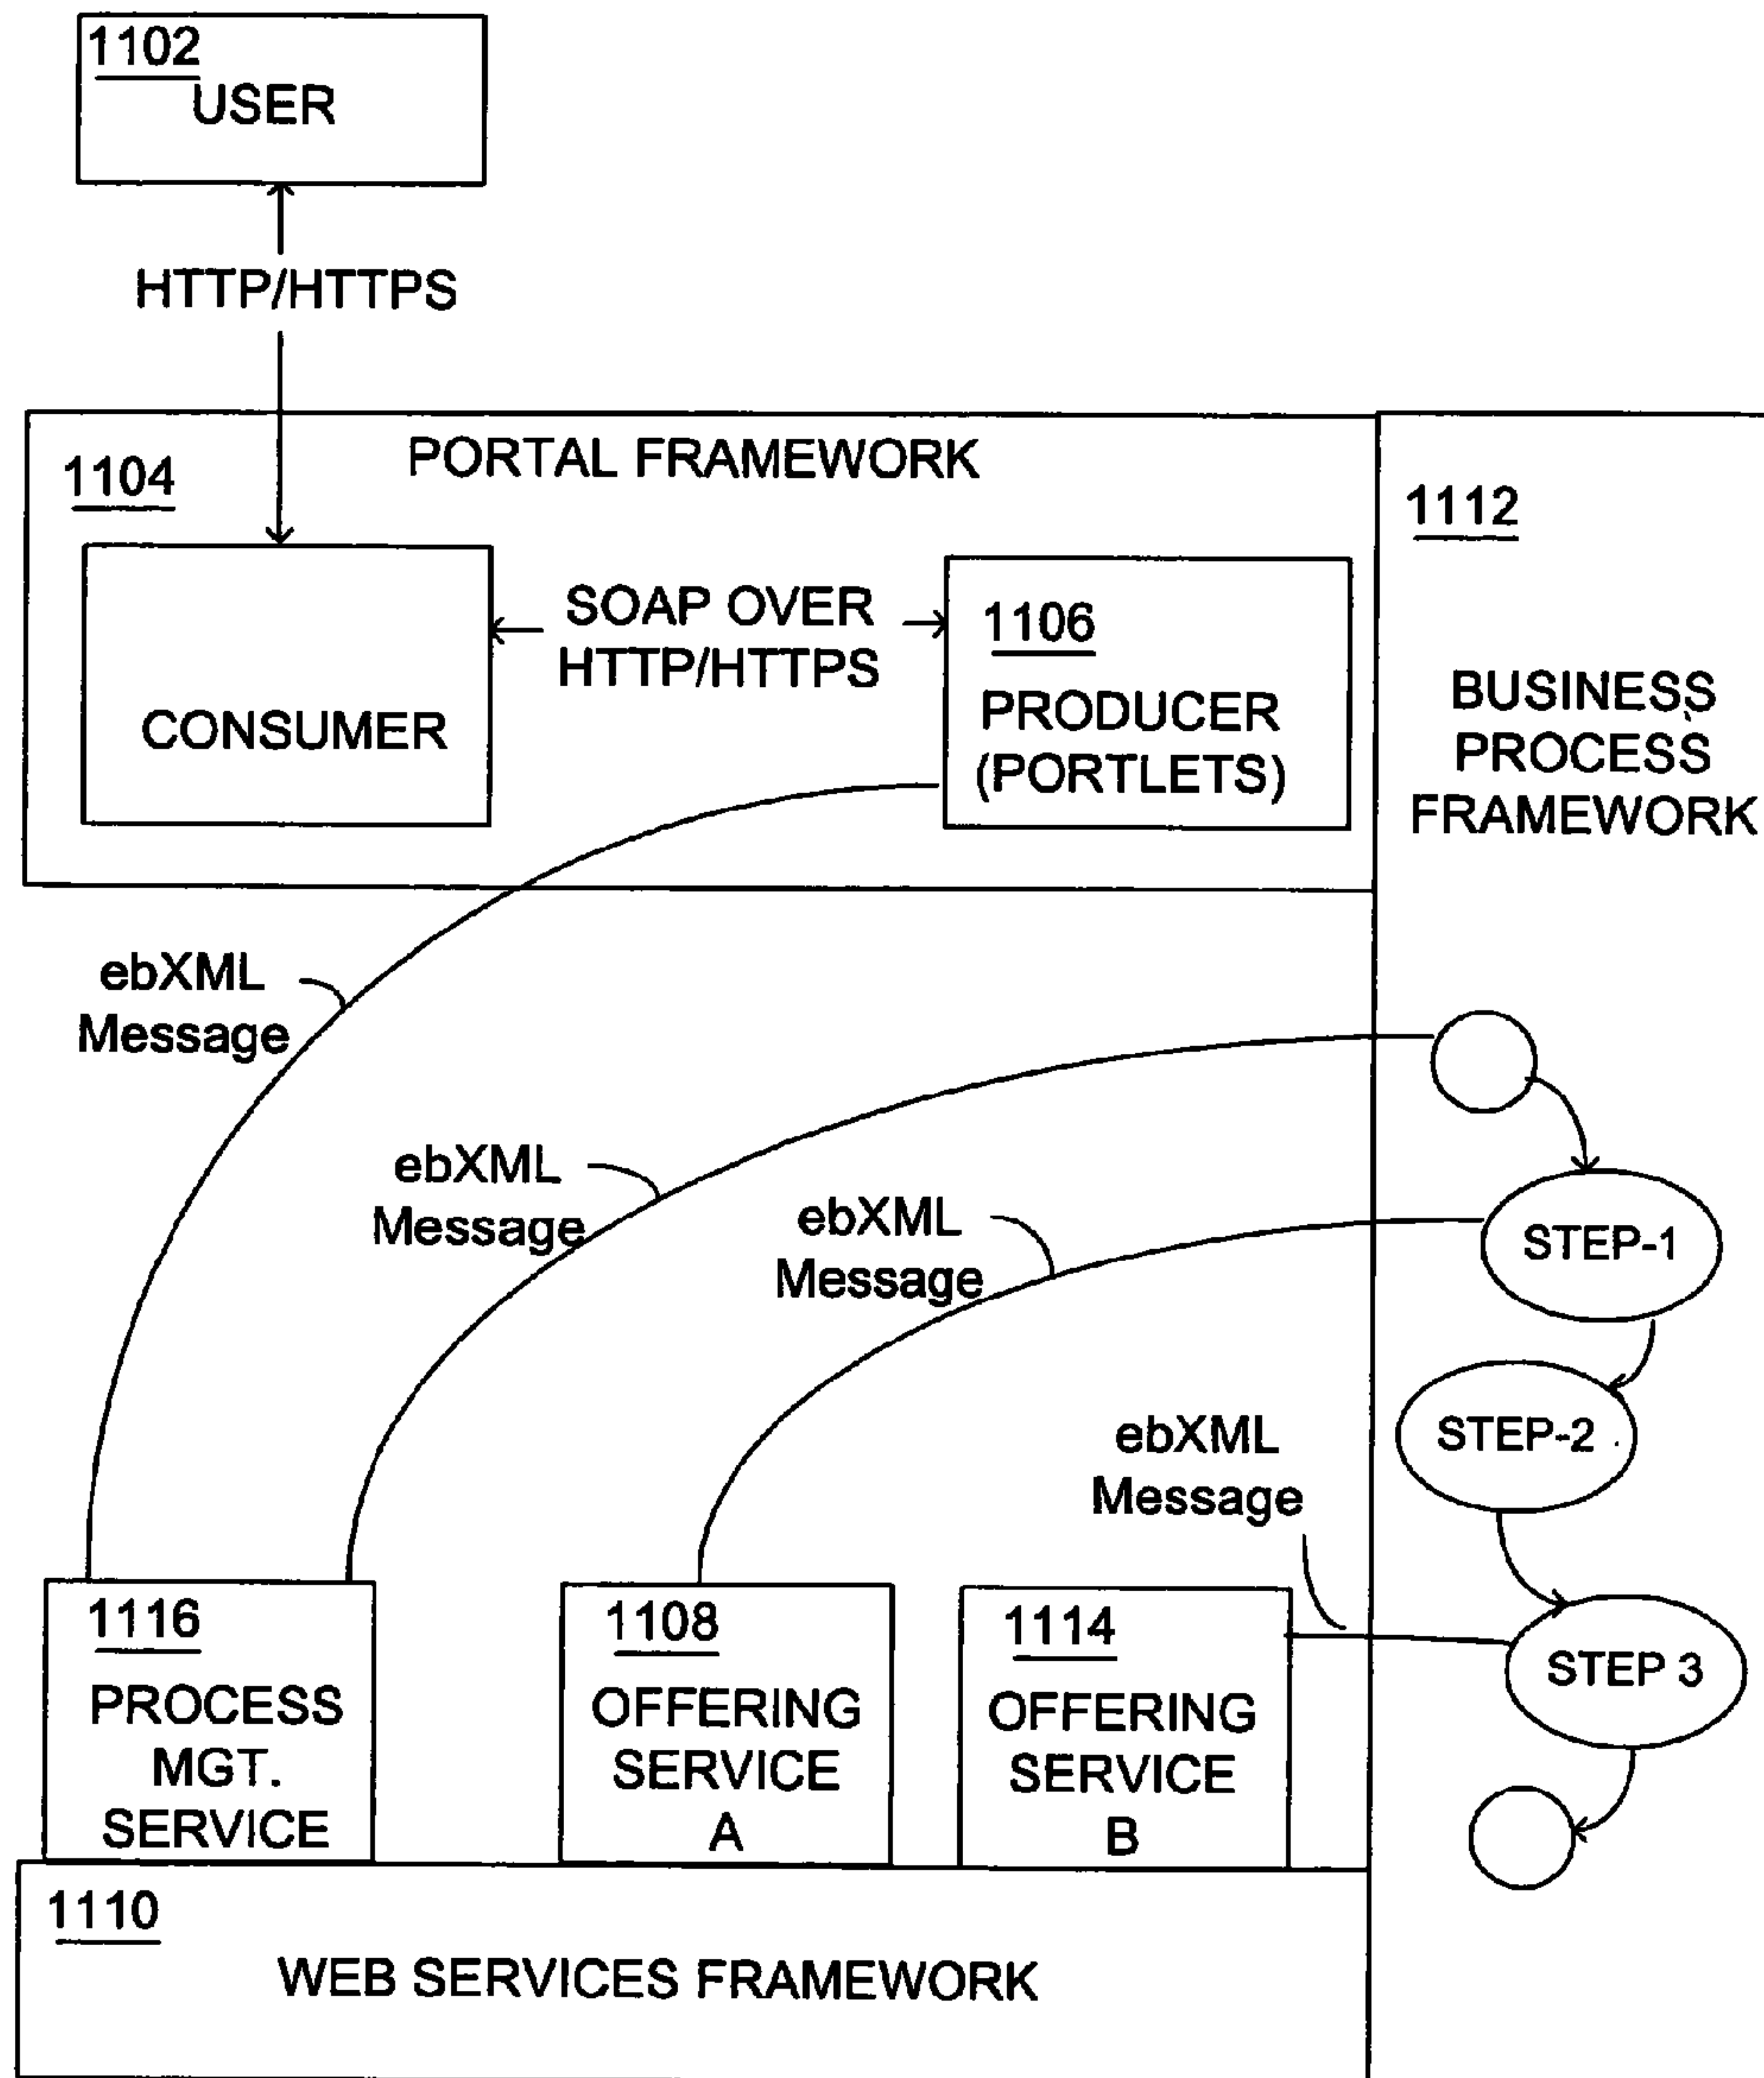 1102
USER
HTTP/HTTPS
PORTAL FRAMEWORK
1104
CONSUMER
SOAP OVER
HTTP/HTTPS
1106
PRODUCER
(PORTLETS)
1112
BUSINESS
PROCESS
FRAMEWORK
ebXML
Message
ebXML
Message
ebXML
Message
ebXML
Message
STEP-1
STEP-2
STEP 3
1116
PROCESS
MGT.
SERVICE
1108
OFFERING
SERVICE
A
1114
OFFERING
SERVICE
B
1110
WEB SERVICES FRAMEWORK